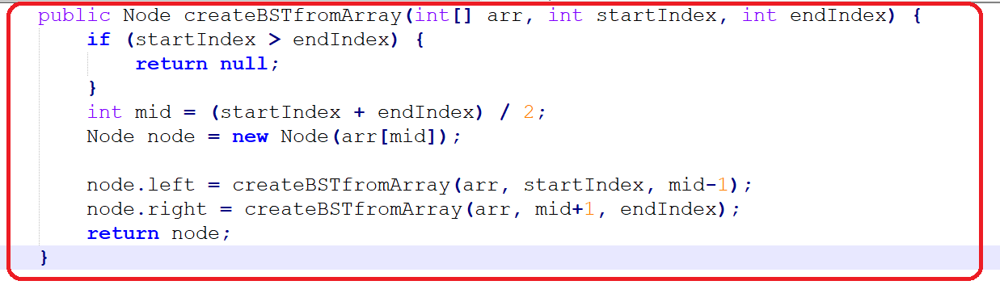 public Node createBSTfromArray(int[] arr, int startIndex, int endIndex) {
    if (startIndex > endIndex) {
        return null;
    }
    int mid = (startIndex + endIndex) / 2;
    Node node = new Node(arr[mid]);

    node.left = createBSTfromArray(arr, startIndex, mid-1);
    node.right = createBSTfromArray(arr, mid+1, endIndex);
    return node;
}